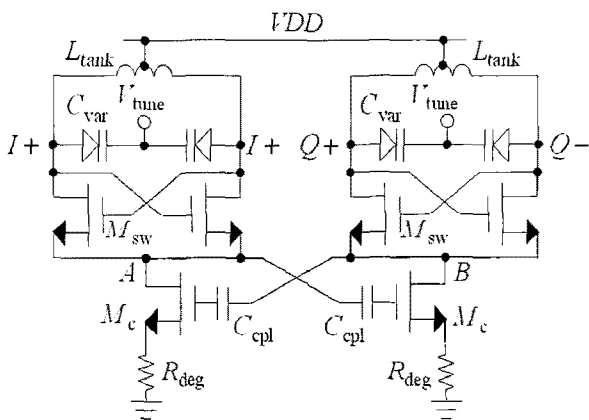 VDD
L_tank L_tank
C_var V_tune C_var V_tune
I+ I+ Q+ Q−
M_sw M_sw
A B
M_c C_cpl C_cpl M_c
R_deg R_deg